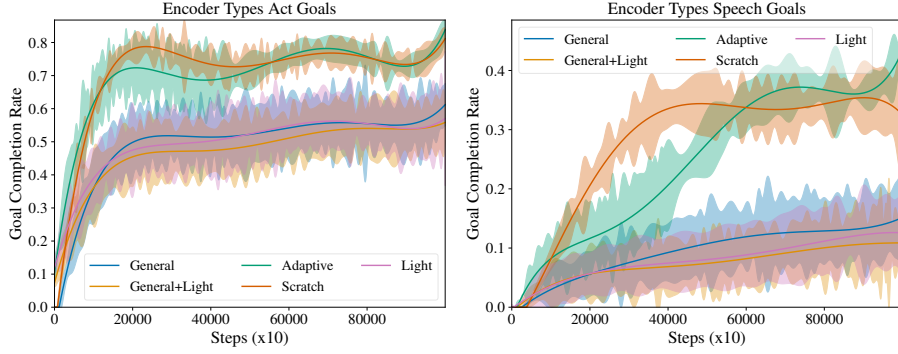 Encoder Types Act Goals
Goal Completion Rate
0.8
0.7
0.6
0.5
0.4
0.3
0.2
0.1
0.0
General
General+Light
Adaptive
Scratch
Light
0
20000
40000
60000
80000
Steps (x10)
Encoder Types Speech Goals
Goal Completion Rate
0.4
0.3
0.2
0.1
0.0
General
General+Light
Adaptive
Scratch
Light
0
20000
40000
60000
80000
Steps (x10)